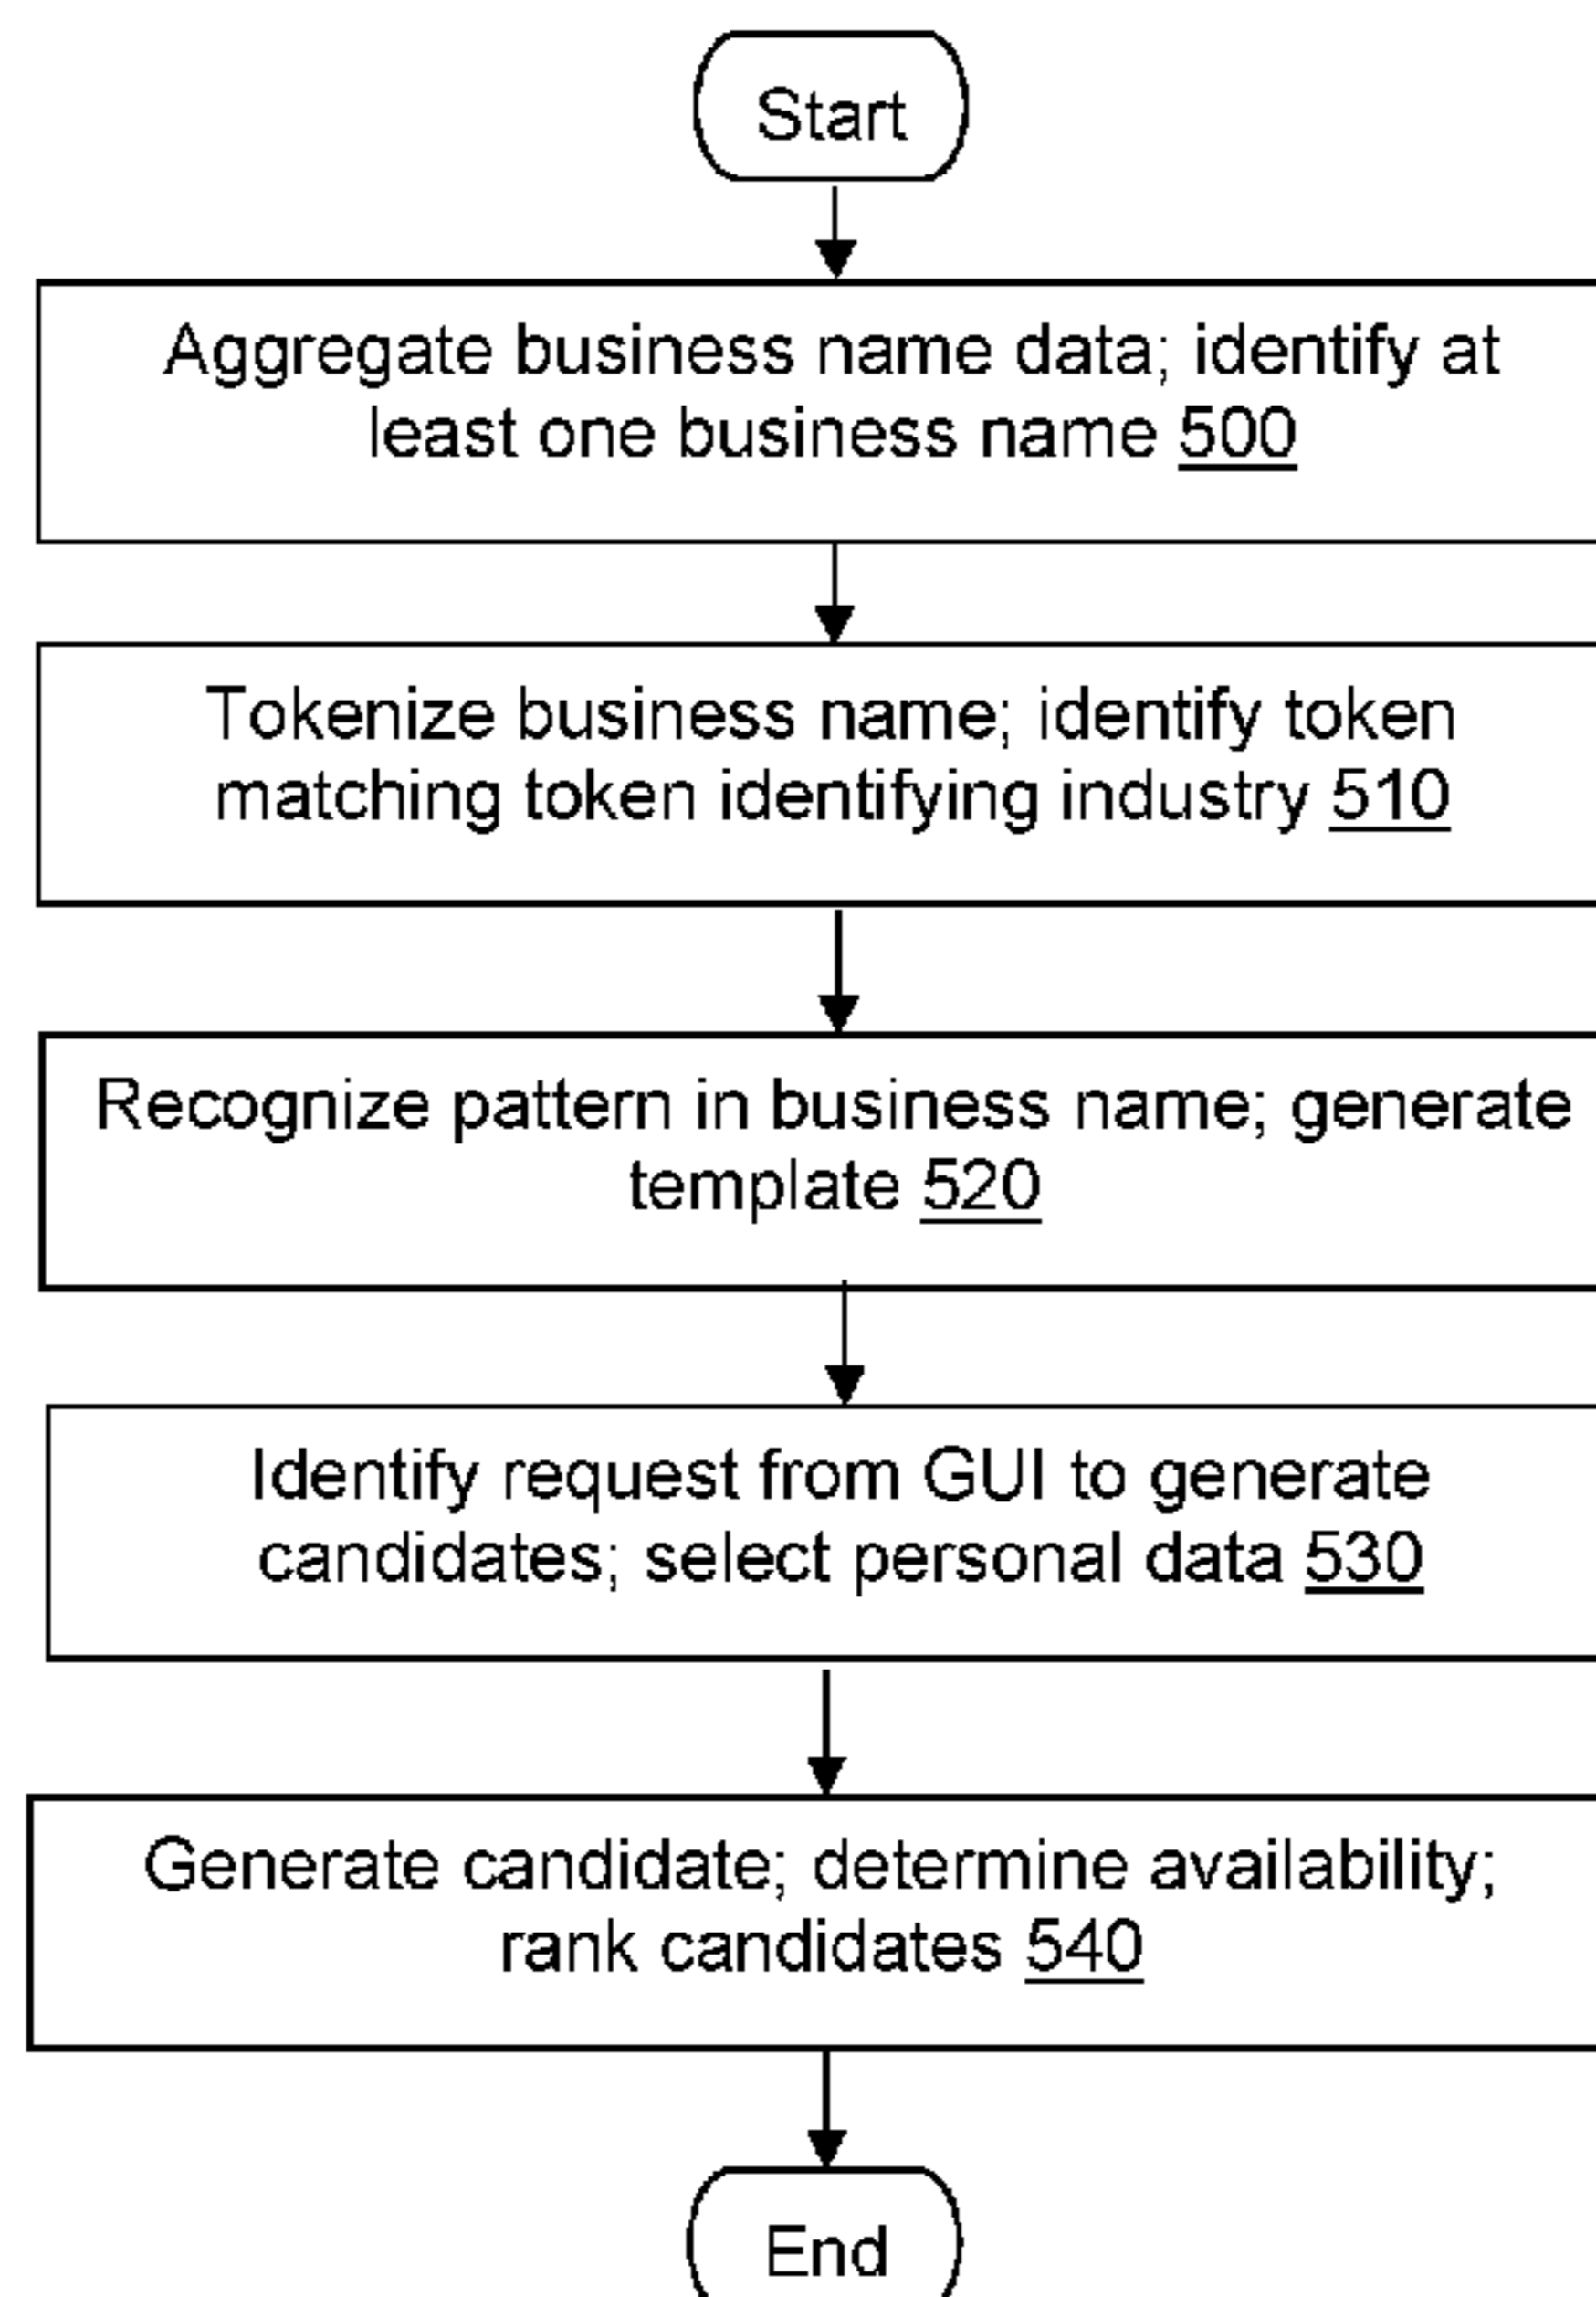 Start
Aggregate business name data; identify at
least one business name 500
Tokenize business name; identify token
matching token identifying industry 510
Recognize pattern in business name; generate
template 520
Identify request from GUI to generate
candidates; select personal data 530
Generate candidate; determine availability;
rank candidates 540
End